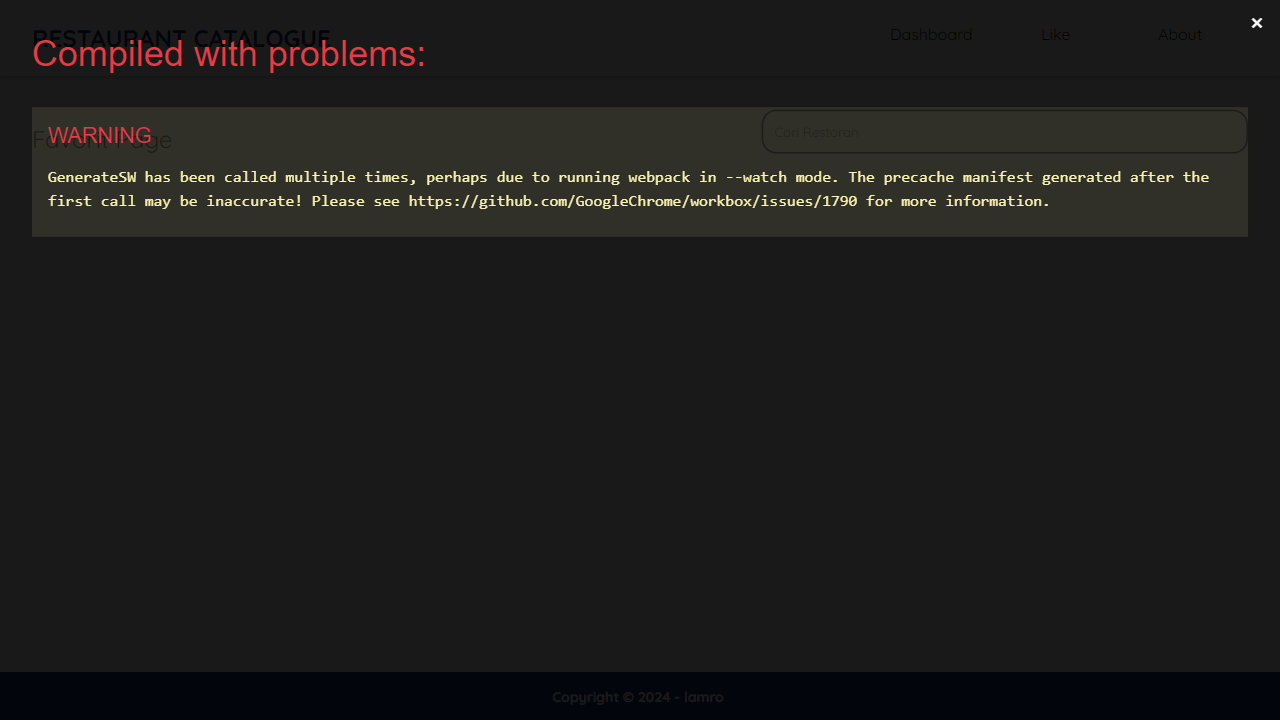 RESTAURANT CATALOGUE
Dashboard Like About
Compiled with problems:
WARNING
Favorit Page
Cari Restoran
GenerateSW has been called multiple times, perhaps due to running webpack in --watch mode. The precache manifest generated after the
first call may be inaccurate! Please see https://github.com/GoogleChrome/workbox/issues/1790 for more information.
Copyright © 2024 - Iamro